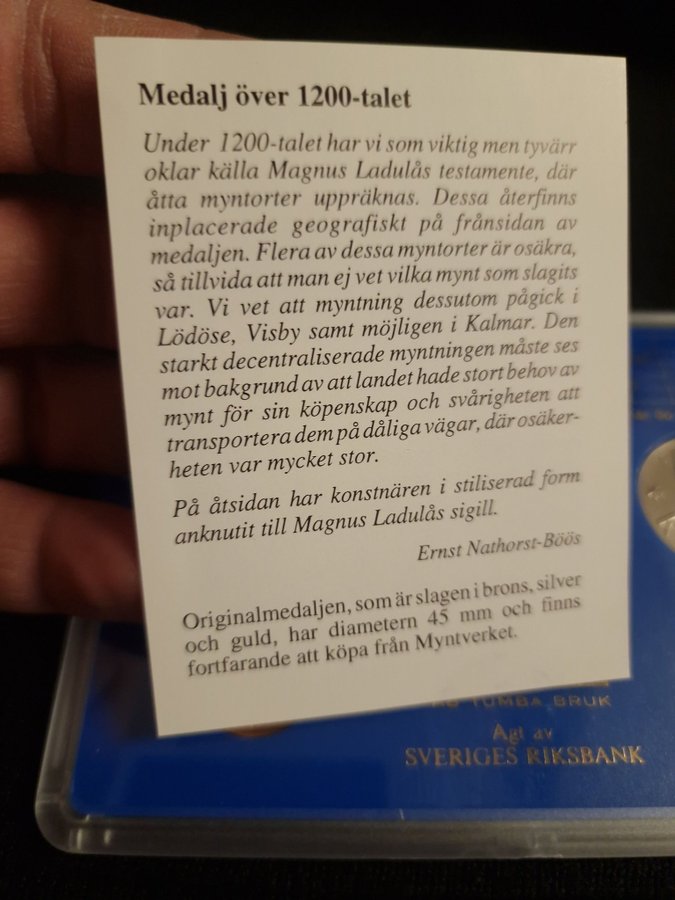 Medalj över 1200-talet
Under 1200-talet har vi som viktig men tyvärr
oklar källa Magnus Ladulås testamente, där
åtta myntorter uppräknas. Dessa återfinns
inplacerade geografiskt på frånsidan av
medaljen. Flera av dessa myntorter är osäkra,
så tillvida att man ej vet vilka mynt som slagits
var. Vi vet att myntning dessutom pågick i
Lödöse, Visby samt möjligen i Kalmar. Den
starkt decentraliserade myntningen måste ses
mot bakgrund av att landet hade stort behov av
mynt för sin köpenskap och svårigheten att
transportera dem på dåliga vägar, där osäker-
heten var mycket stor.
På åtsidan har konstnären i stiliserad form
anknutit till Magnus Ladulås sigill.
Ernst Nathorst-Böös
Originalmedaljen, som är slagen i brons, silver
och guld, har diametern 45 mm och finns
fortfarande att köpa från Myntverket.
TUMBA BRUK
Ägt av
SVERIGES RIKSBANK